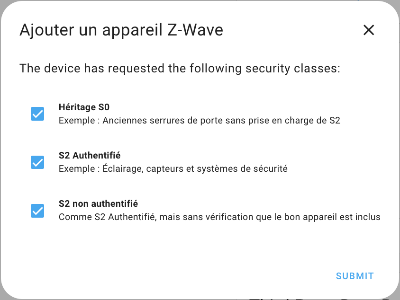 Ajouter un appareil Z-Wave
The device has requested the following security classes:
Héritage S0
Exemple : Anciennes serrures de porte sans prise en charge de S2
S2 Authentifié
Exemple : Éclairage, capteurs et systèmes de sécurité
S2 non authentifié
Comme S2 Authentifié, mais sans vérification que le bon appareil est inclus
SUBMIT